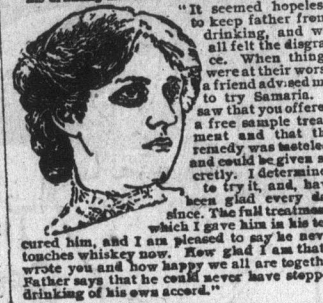 "It seemed hopeles
to keep father from
drinking, and w
all felt the disgra
ce. When thing
were at their wors
a friend advised m
to try Samaria.
saw that you offere
a free sample trea
ment and that th
remedy was tastele
and could be given s
cretly. I determine
to try it, and, hav
been glad every d
since. The full treatmen
which I gave him in his te
cured him, and I am pleased to say he nev
touches whiskey now. How glad I am that
wrote you and how happy we all are togeth
Father says that he could never have stopp
drinking of his own accord."